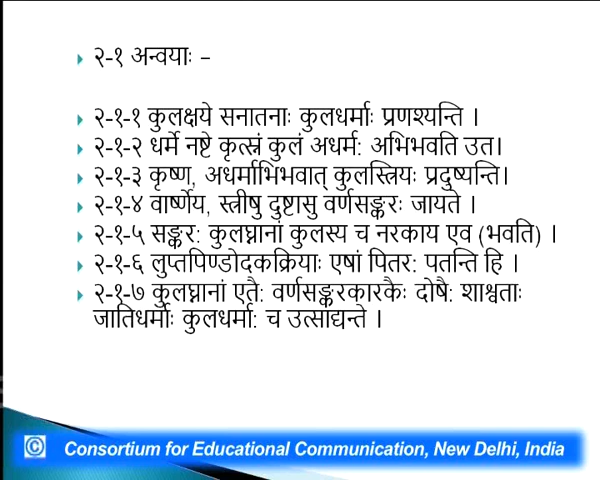 २-१ अन्वयाः –
२-१-१ कुलक्षये सनातनाः कुलधर्माः प्रणश्यन्ति ।
२-१-२ धर्मे नष्टे कृत्स्नं कुलं अधर्म: अभिभवति उत।
२-१-३ कृष्ण, अधर्माभिभवात् कुलस्त्रियः प्रदुष्यन्ति।
२-१-४ वार्ष्णेय, स्त्रीषु दुष्टासु वर्णसङ्करः जायते ।
२-१-५ सङ्कर: कुलघ्नानां कुलस्य च नरकाय एव (भवति) ।
२-१-६ लुप्तपिण्डोदकक्रियाः एषां पितर: पतन्ति हि ।
२-१-७ कुलघ्नानां एतै: वर्णसङ्करकारकैः दोषै: शाश्वताः
जातिधर्माः कुलधर्मा: च उत्साद्यन्ते ।
© Consortium for Educational Communication, New Delhi, India